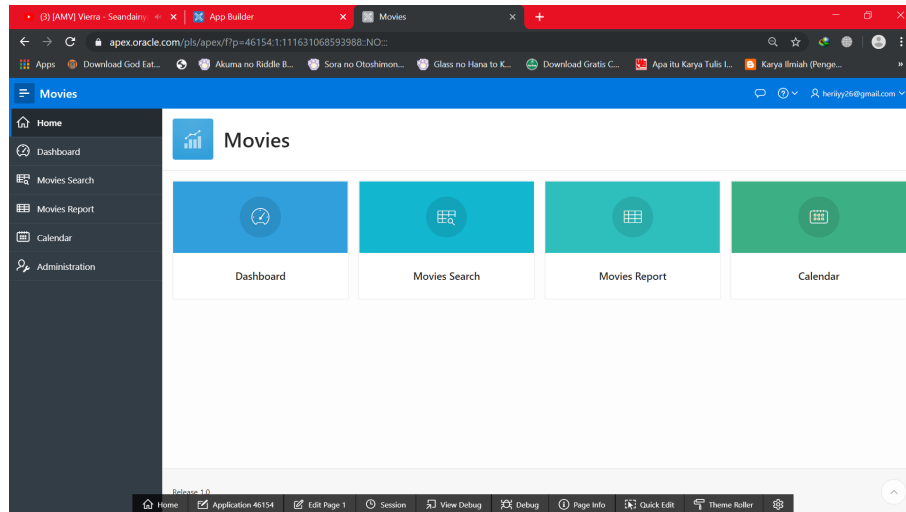 (3) [AMV] Vierra - Seandainy
App Builder
Movies
apex.oracle.com/pls/apex/f?p=46154:1:111631068593988::NO:::
Apps
Download God Eat...
Akuma no Riddle B...
Sora no Otoshimon...
Glass no Hana to K...
Download Gratis C...
Apa itu Karya Tulis I...
Karya Ilmiah (Penge...
Movies
heriiyy26@gmail.com
Home
Dashboard
Movies Search
Movies Report
Calendar
Administration
Movies
Dashboard
Movies Search
Movies Report
Calendar
Release 1.0
Home
Application 46154
Edit Page 1
Session
View Debug
Debug
Page Info
Quick Edit
Theme Roller